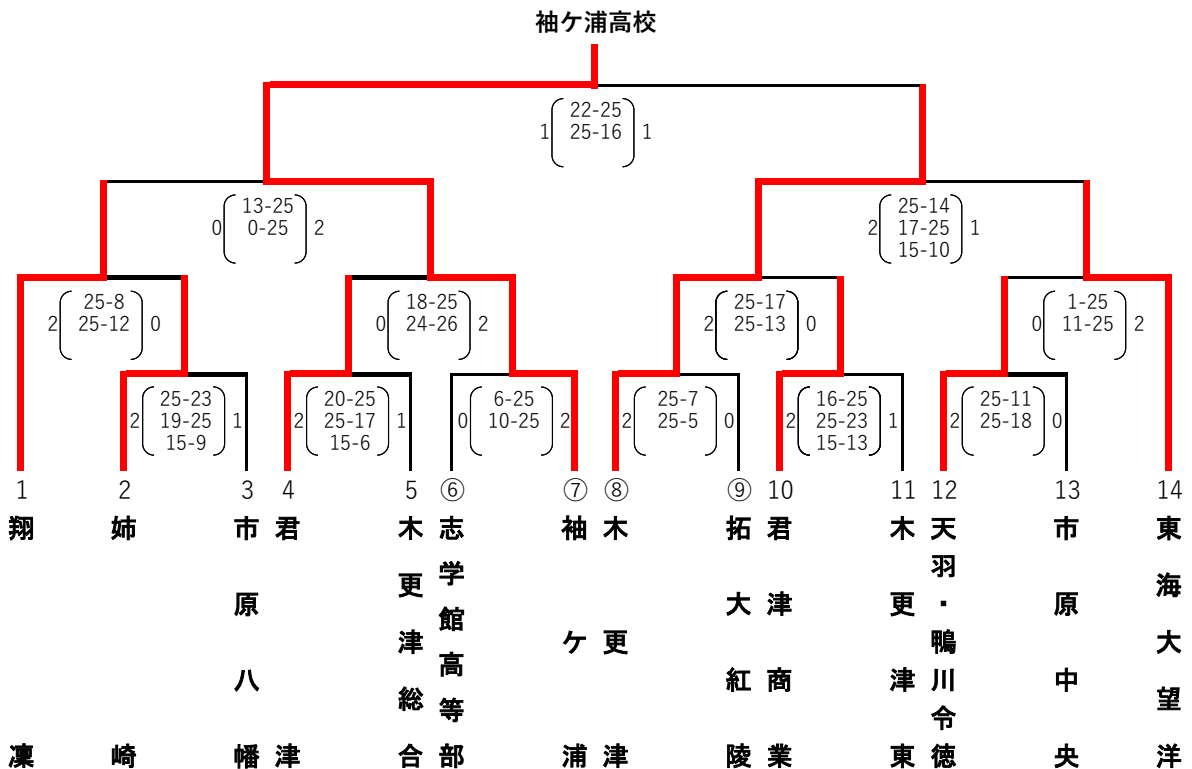 袖ケ浦高校
22-25
1 25-16 1
13-25
0 0-25 2
25-14
2 17-25 1
15-10
25-8
2 25-12 0
18-25
0 24-26 2
25-17
2 25-13 0
1-25
0 11-25 2
25-23
2 19-25 1
15-9
20-25
2 25-17 1
15-6
6-25
0 10-25 2
25-7
2 25-5 0
16-25
2 25-23 1
15-13
25-11
2 25-18 0
1 2 3 4 5 ⑥ ⑦ ⑧ ⑨ 10 11 12 13 14
翔凜
姉崎
市原八幡
君津
木更津総合
志学館高等部
袖ケ浦
木更津
拓大紅陵
君津商業
木更津東
天羽・鴨川令徳
市原中央
東海大望洋